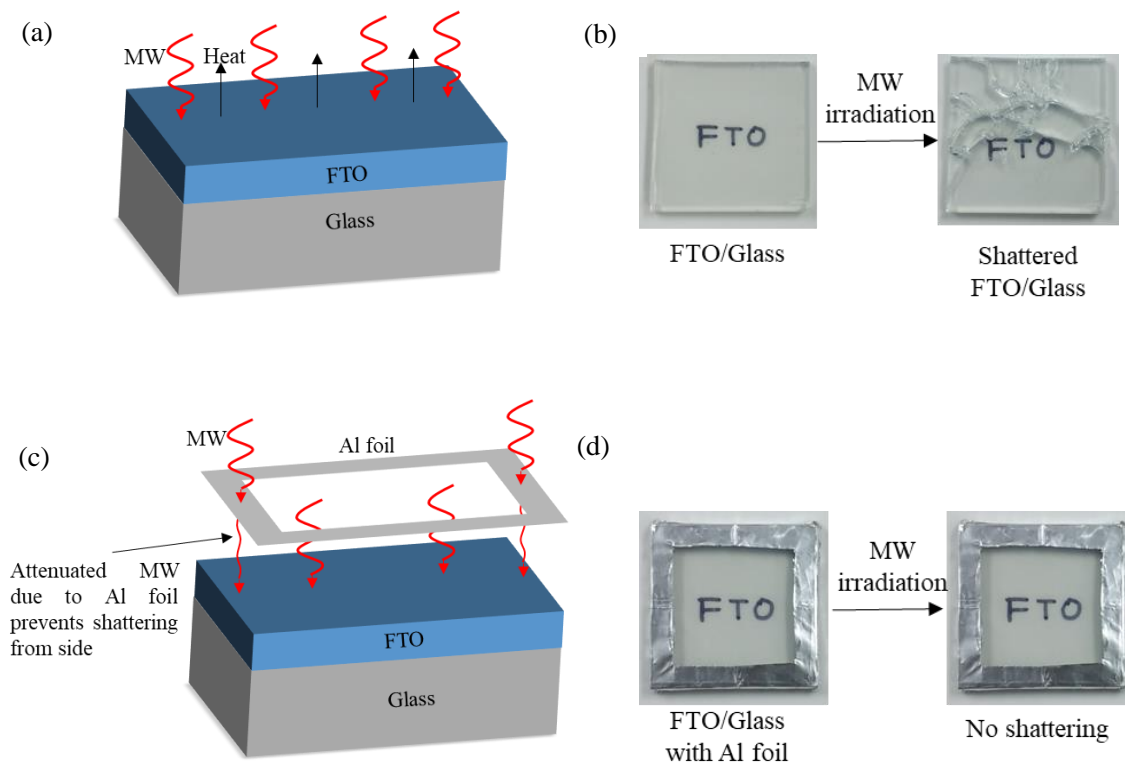 (a)
MW
Heat
FTO
Glass
(b)
FTO
MW
irradiation
FTO
FTO/Glass
Shattered
FTO/Glass
(c)
MW
Al foil
Attenuated MW
due to Al foil
prevents shattering
from side
FTO
Glass
(d)
FTO
MW
irradiation
FTO
FTO/Glass
with Al foil
No shattering